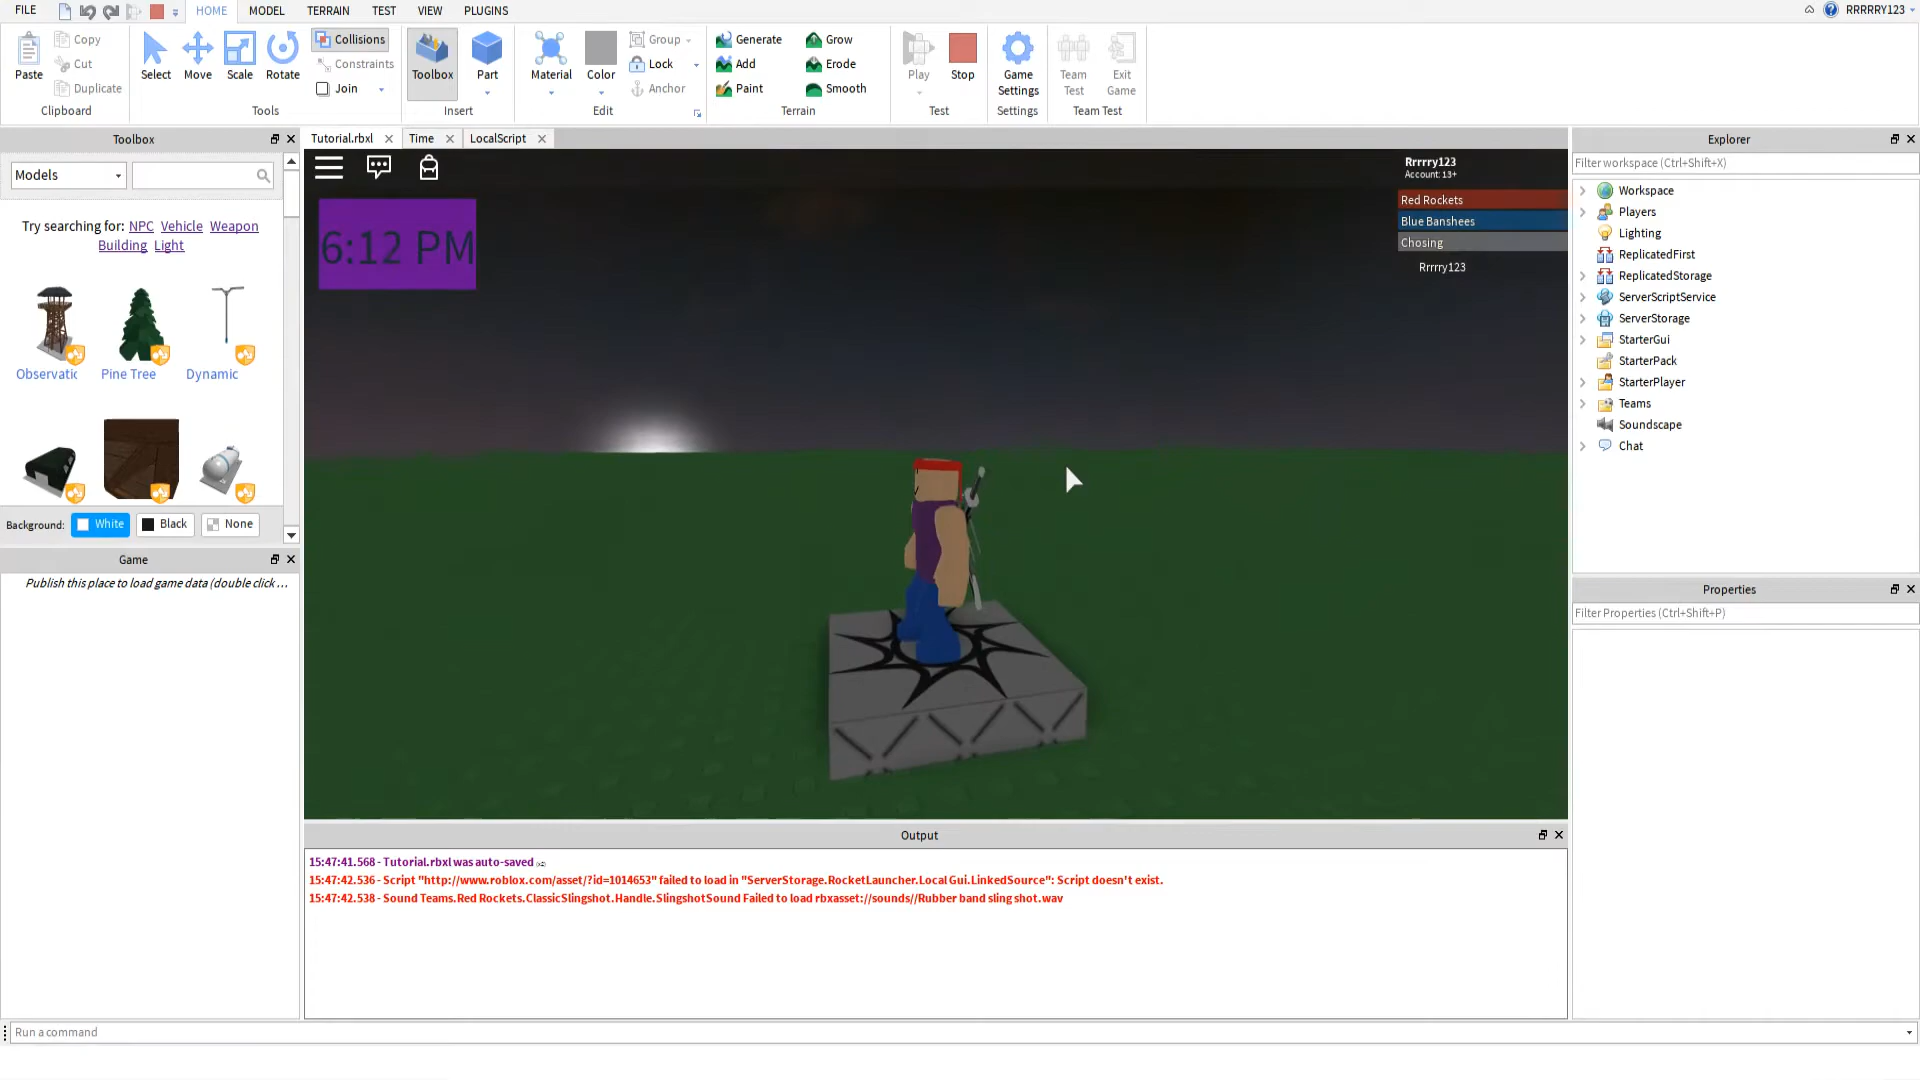 FILE HOME MODEL TERRAIN TEST VIEW PLUGINS RRRRRY123
Copy Collisions Group Generate Grow
Cut Constraints Lock Add Erode
Paste Select Move Scale Rotate Toolbox Part Material Color Play Stop Game Settings Team Test Exit Game
Duplicate Join Anchor Paint Smooth
Clipboard Tools Insert Edit Terrain Test Settings Team Test
Toolbox
Tutorial.rbxl Time LocalScript
Explorer
Models
Filter workspace (Ctrl+Shift+X)
Try searching for: NPC Vehicle Weapon
Building Light
Observatic Pine Tree Dynamic
Background: White Black None
Game
Publish this place to load game data (double click ...
6:12 PM
Rrrrry123
Account: 13+
Red Rockets
Blue Banshees
Chosing
Rrrrry123
Workspace
Players
Lighting
ReplicatedFirst
ReplicatedStorage
ServerScriptService
ServerStorage
StarterGui
StarterPack
StarterPlayer
Teams
Soundscape
Chat
Properties
Filter Properties (Ctrl+Shift+P)
Output
15:47:41.568 - Tutorial.rbxl was auto-saved
15:47:42.536 - Script "http://www.roblox.com/asset/?id=1014653" failed to load in "ServerStorage.RocketLauncher.Local Gui.LinkedSource": Script doesn't exist.
15:47:42.538 - Sound Teams.Red Rockets.ClassicSlingshot.Handle.SlingshotSound Failed to load rbxasset://sounds//Rubber band sling shot.wav
Run a command